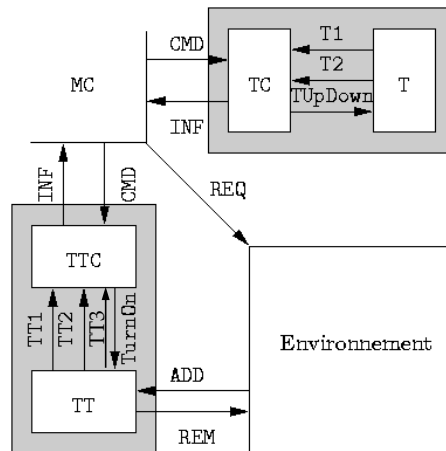 CMD
T1
T2
MC
TC
T
TUpDown
INF
INF
CMD
REQ
TTC
TT1
TT2
TT3
TurnOn
Environnement
ADD
TT
REM